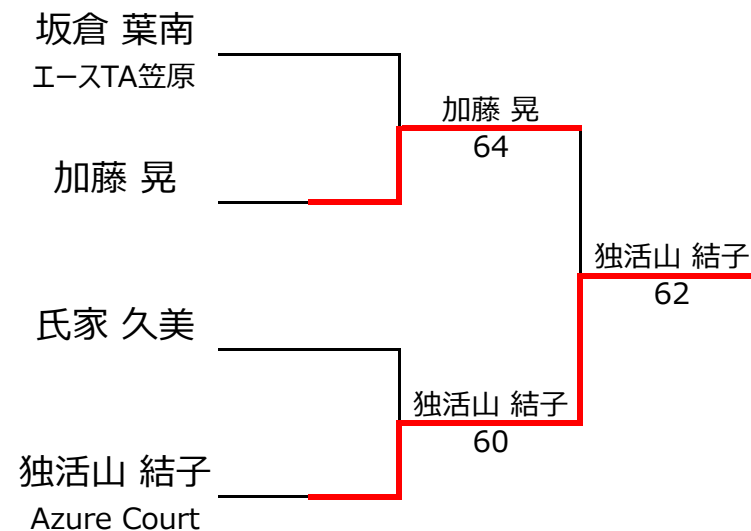 坂倉 葉南
エースTA笠原
加藤 晃
64
加藤 晃
独活山 結子
62
氏家 久美
独活山 結子
60
独活山 結子
Azure Court